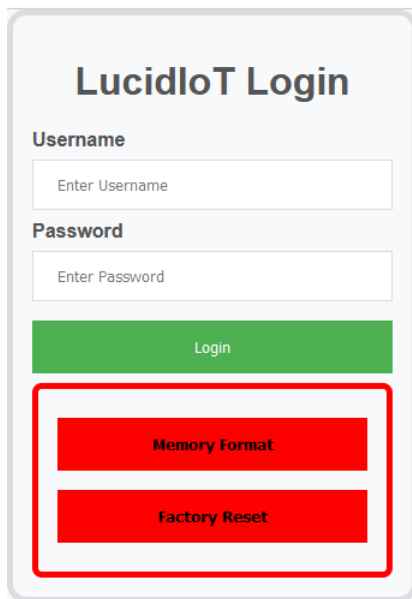 LucidIoT Login
Username
Enter Username
Password
Enter Password
Login
Memory Format
Factory Reset